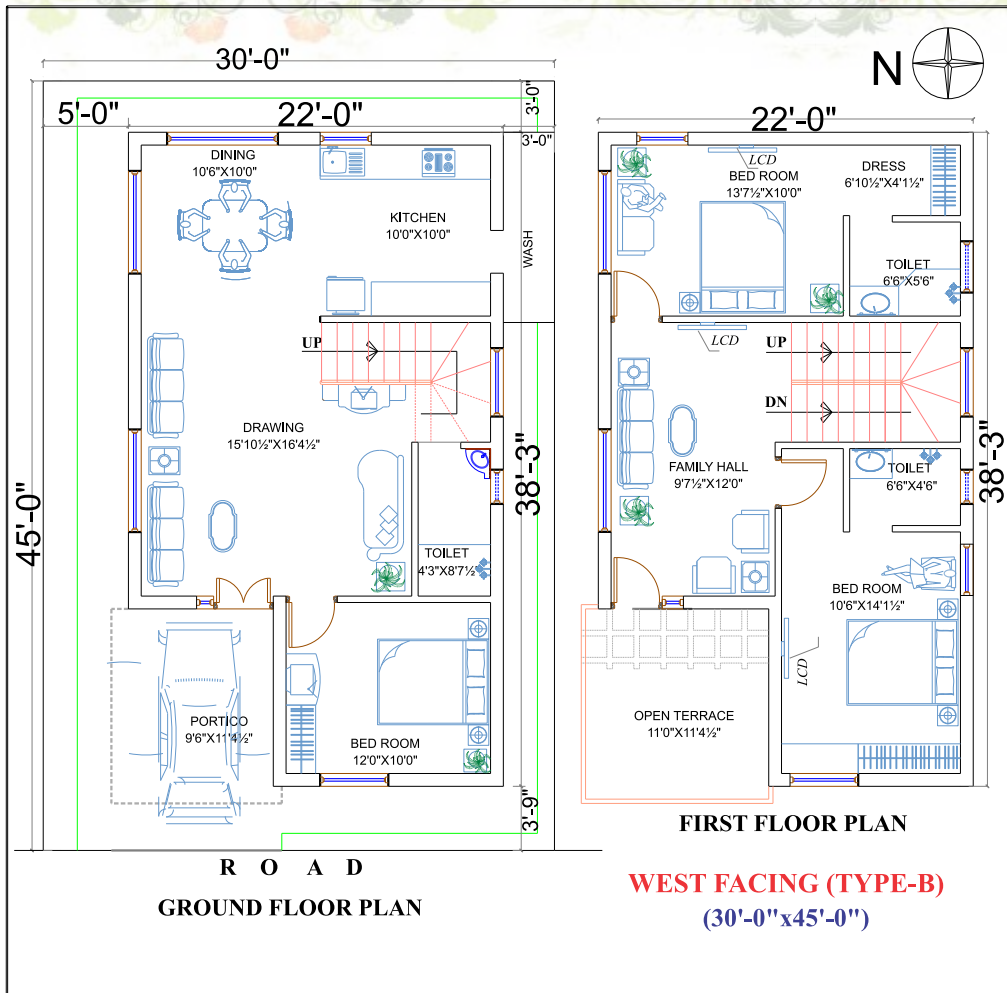 N
30'-0"
5'-0"
22'-0"
3'-0"
3'-0"
DINING
10'6"X10'0"
KITCHEN
10'0"X10'0"
WASH
UP
DRAWING
15'10½"X16'4½"
38'-3"
45'-0"
TOILET
4'3"X8'7½"
PORTICO
9'6"X11'4½"
BED ROOM
12'0"X10'0"
3'-9"
R O A D
GROUND FLOOR PLAN
22'-0"
LCD
BED ROOM
13'7½"X10'0"
DRESS
6'10½"X4'1½"
TOILET
6'6"X5'6"
LCD
UP
DN
FAMILY HALL
9'7½"X12'0"
TOILET
6'6"X4'6"
38'-3"
BED ROOM
10'6"X14'1½"
LCD
OPEN TERRACE
11'0"X11'4½"
FIRST FLOOR PLAN
WEST FACING (TYPE-B)
(30'-0"x45'-0")